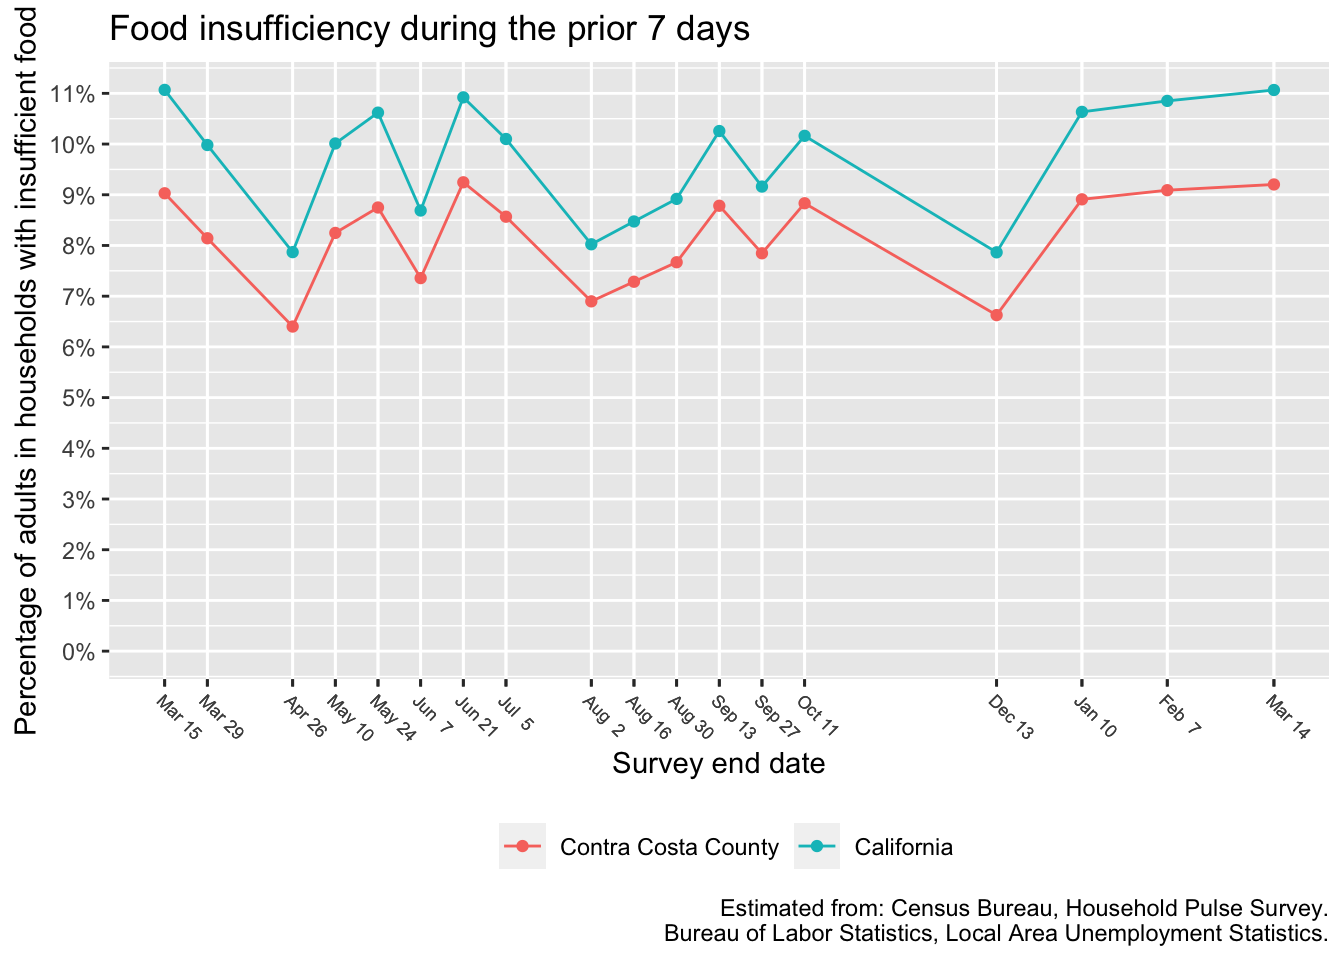 Food insufficiency during the prior 7 days
Percentage of adults in households with insufficient food
11%
10%
9%
8%
7%
6%
5%
4%
3%
2%
1%
0%
Mar 15
Mar 29
Apr 26
May 10
May 24
Jun 7
Jun 21
Jul 5
Aug 2
Aug 16
Aug 30
Sep 13
Sep 27
Oct 11
Dec 13
Jan 10
Feb 7
Mar 14
Survey end date
Contra Costa County
California
Estimated from: Census Bureau, Household Pulse Survey.
Bureau of Labor Statistics, Local Area Unemployment Statistics.